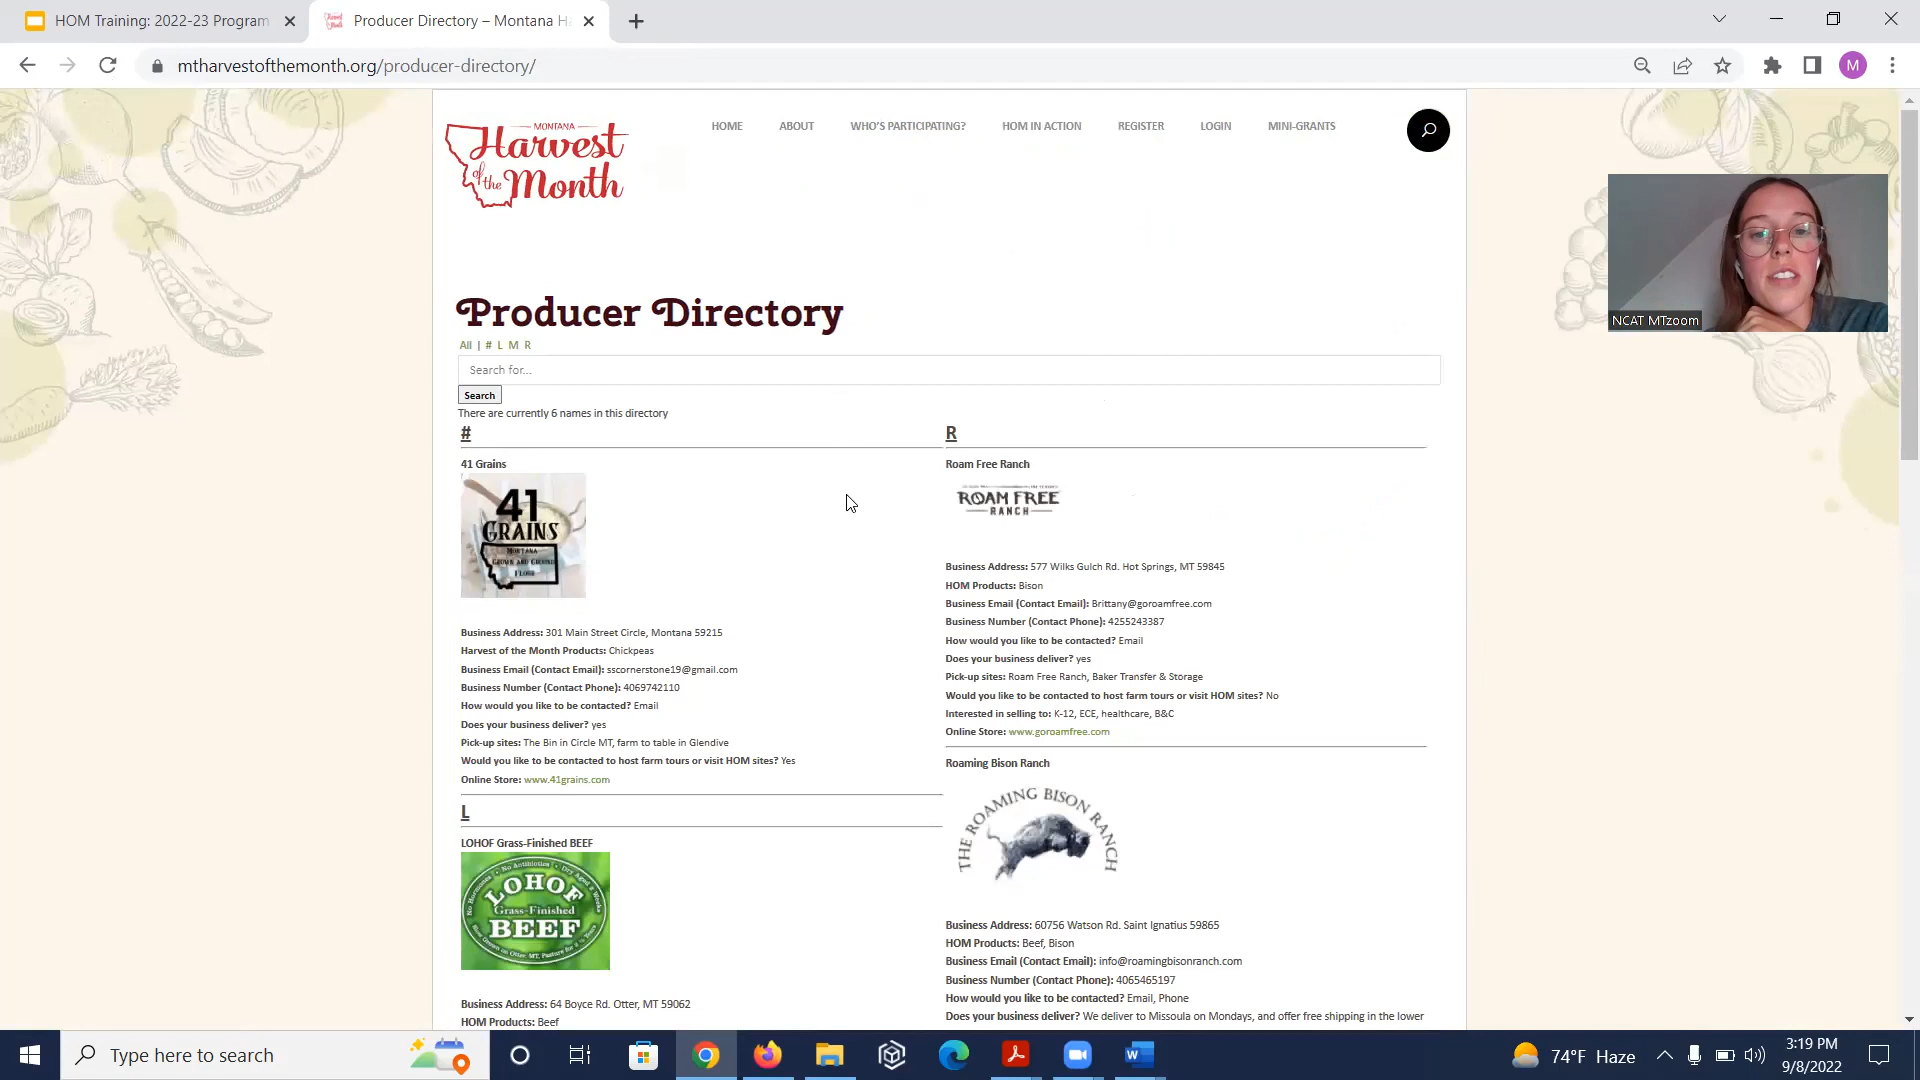 HOM Training: 2022-23 Program
Producer Directory – Montana Ha
mtharvestofthemonth.org/producer-directory/
M
MONTANA
Harvest
of the
Month
HOME
ABOUT
WHO'S PARTICIPATING?
HOM IN ACTION
REGISTER
LOGIN
MINI-GRANTS
NCAT MTzoom
Producer Directory
All | # L M R
Search for...
Search
There are currently 6 names in this directory
#
41 Grains
41
GRAINS
MONTANA
GROWN AND GROUND
FLOUR
Business Address: 301 Main Street Circle, Montana 59215
Harvest of the Month Products: Chickpeas
Business Email (Contact Email): sscornerstone19@gmail.com
Business Number (Contact Phone): 4069742110
How would you like to be contacted? Email
Does your business deliver? yes
Pick-up sites: The Bin in Circle MT, farm to table in Glendive
Would you like to be contacted to host farm tours or visit HOM sites? Yes
Online Store: www.41grains.com
L
LOHOF Grass-Finished BEEF
No Hormones • No Antibiotics • Dry Aged 2 Weeks
LOHOF
Grass-Finished
BEEF
Business Address: 64 Boyce Rd. Otter, MT 59062
HOM Products: Beef
R
Roam Free Ranch
ROAM FREE
RANCH
Business Address: 577 Wilks Gulch Rd. Hot Springs, MT 59845
HOM Products: Bison
Business Email (Contact Email): Brittany@goroamfree.com
Business Number (Contact Phone): 4255243387
How would you like to be contacted? Email
Does your business deliver? yes
Pick-up sites: Roam Free Ranch, Baker Transfer & Storage
Would you like to be contacted to host farm tours or visit HOM sites? No
Interested in selling to: K-12, ECE, healthcare, B&C
Online Store: www.goroamfree.com
Roaming Bison Ranch
THE ROAMING BISON RANCH
Business Address: 60756 Watson Rd. Saint Ignatius 59865
HOM Products: Beef, Bison
Business Email (Contact Email): info@roamingbisonranch.com
Business Number (Contact Phone): 4065465197
How would you like to be contacted? Email, Phone
Does your business deliver? We deliver to Missoula on Mondays, and offer free shipping in the lower
Type here to search
74°F Haze
3:19 PM
9/8/2022